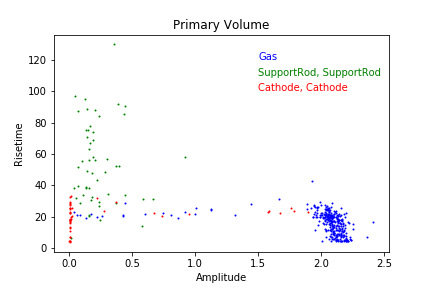 Primary Volume
Risetime
120
100
80
60
40
20
0
Gas
SupportRod, SupportRod
Cathode, Cathode
0.0 0.5 1.0 1.5 2.0 2.5
Amplitude